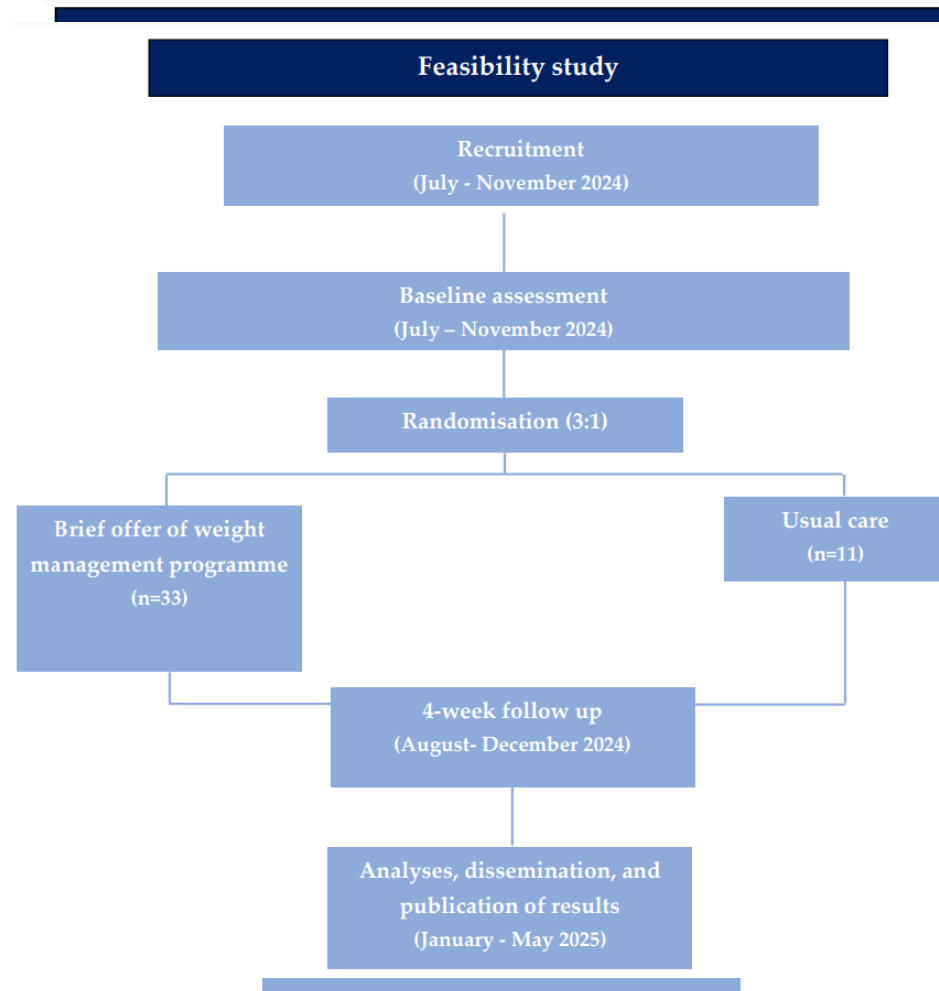 Feasibility study
Recruitment
(July - November 2024)
Baseline assessment
(July – November 2024)
Randomisation (3:1)
Brief offer of weight
management programme
(n=33)
Usual care
(n=11)
4-week follow up
(August- December 2024)
Analyses, dissemination, and
publication of results
(January - May 2025)